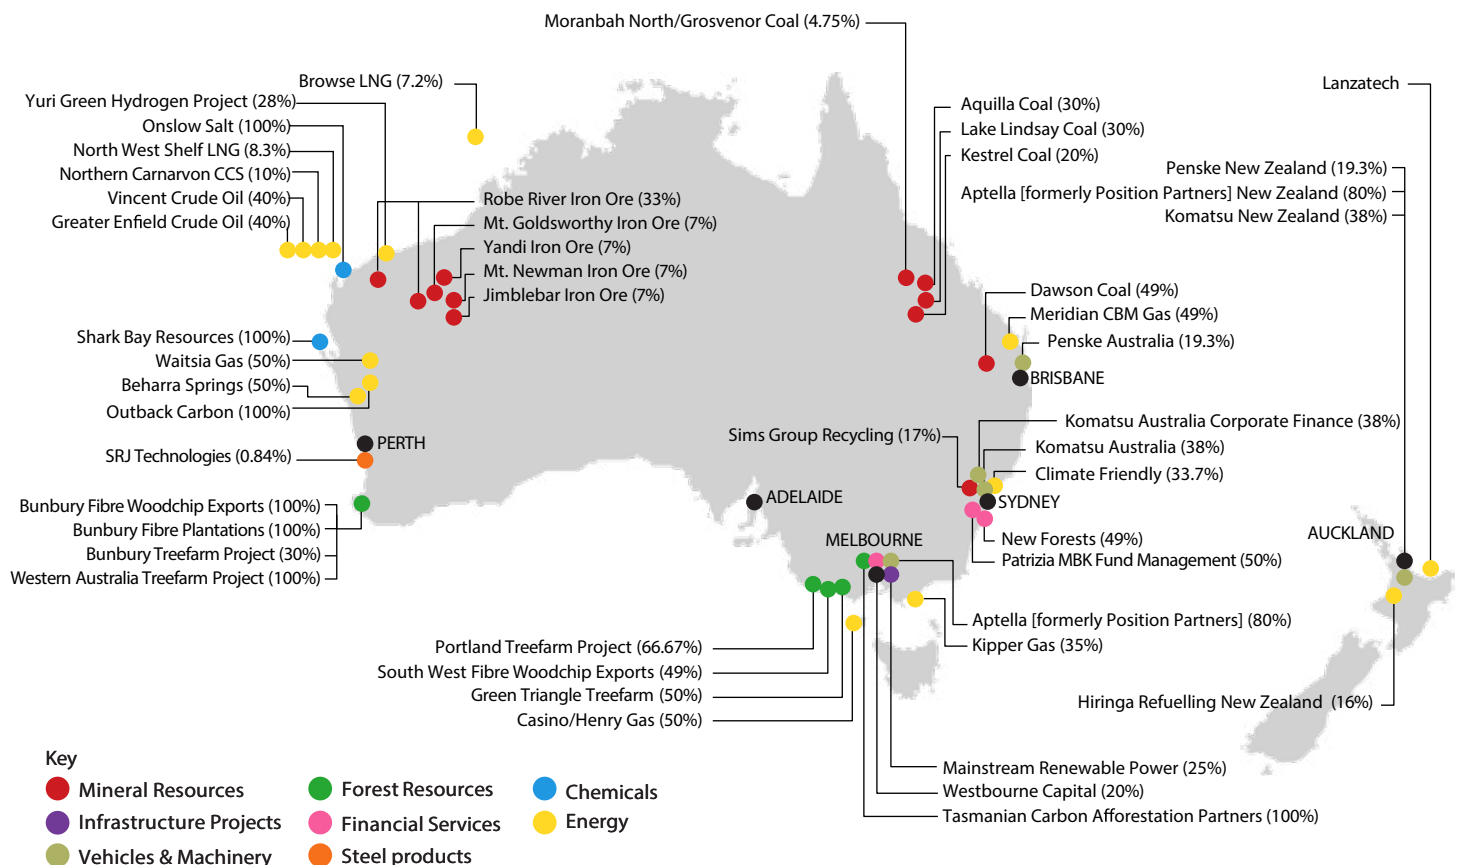 Moranbah North/Grosvenor Coal (4.75%)
Browse LNG (7.2%)
Yuri Green Hydrogen Project (28%)
Onslow Salt (100%)
North West Shelf LNG (8.3%)
Northern Carnarvon CCS (10%)
Vincent Crude Oil (40%)
Greater Enfield Crude Oil (40%)
Robe River Iron Ore (33%)
Mt. Goldsworthy Iron Ore (7%)
Yandi Iron Ore (7%)
Mt. Newman Iron Ore (7%)
Jimblebar Iron Ore (7%)
Aquilla Coal (30%)
Lake Lindsay Coal (30%)
Kestrel Coal (20%)
Lanzatech
Penske New Zealand (19.3%)
Aptella [formerly Position Partners] New Zealand (80%)
Komatsu New Zealand (38%)
Dawson Coal (49%)
Meridian CBM Gas (49%)
Penske Australia (19.3%)
BRISBANE
Shark Bay Resources (100%)
Waitsia Gas (50%)
Beharra Springs (50%)
Outback Carbon (100%)
PERTH
SRJ Technologies (0.84%)
Bunbury Fibre Woodchip Exports (100%)
Bunbury Fibre Plantations (100%)
Bunbury Treefarm Project (30%)
Western Australia Treefarm Project (100%)
Sims Group Recycling (17%)
Komatsu Australia Corporate Finance (38%)
Komatsu Australia (38%)
Climate Friendly (33.7%)
ADELAIDE
SYDNEY
MELBOURNE
New Forests (49%)
Patrizia MBK Fund Management (50%)
AUCKLAND
Aptella [formerly Position Partners] (80%)
Kipper Gas (35%)
Portland Treefarm Project (66.67%)
South West Fibre Woodchip Exports (49%)
Green Triangle Treefarm (50%)
Casino/Henry Gas (50%)
Hiringa Refuelling New Zealand (16%)
Mainstream Renewable Power (25%)
Westbourne Capital (20%)
Tasmanian Carbon Afforestation Partners (100%)
Key
Mineral Resources
Infrastructure Projects
Vehicles & Machinery
Forest Resources
Financial Services
Steel products
Chemicals
Energy